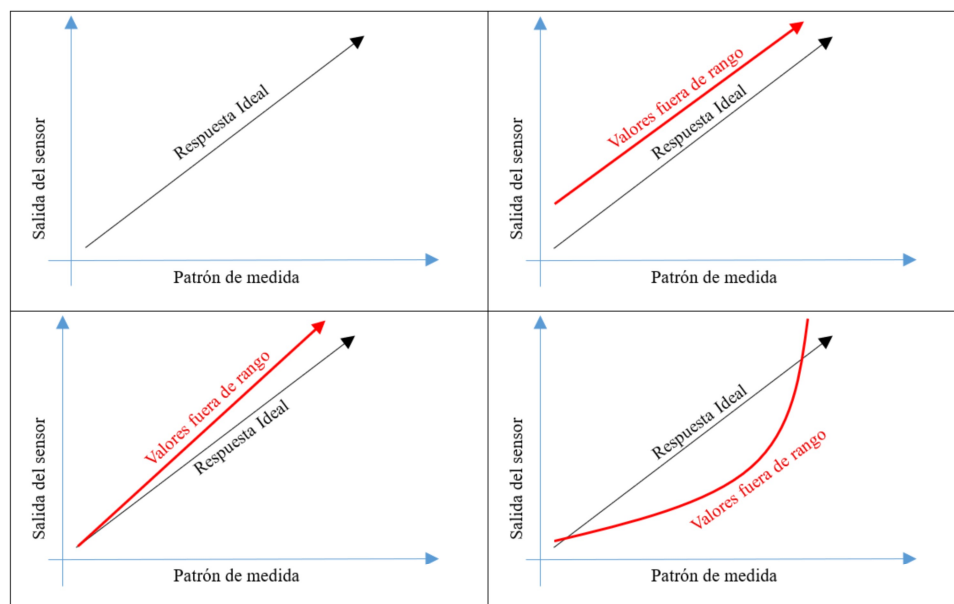 Salida del sensor
Respuesta Ideal
Patrón de medida
Salida del sensor
Valores fuera de rango
Respuesta Ideal
Patrón de medida
Salida del sensor
Valores fuera de rango
Respuesta Ideal
Patrón de medida
Salida del sensor
Respuesta Ideal
Valores fuera de rango
Patrón de medida